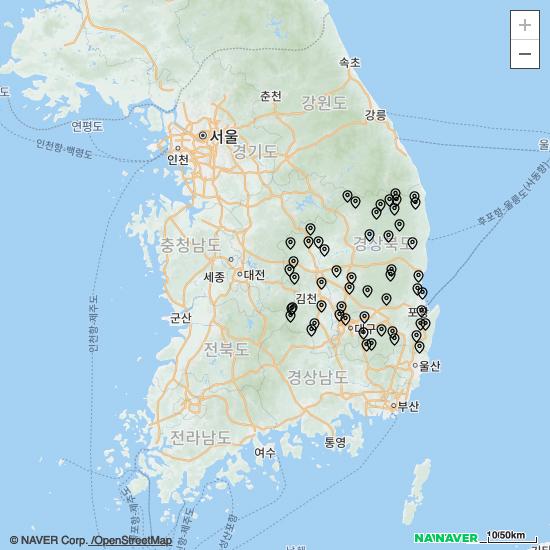 +
−
속초
춘천
강원도
강릉
도
연평도
서울
경기도
인천
인천항-백령도
울
후포항-울릉도(사동항)
경상북도
충청남도
세종
대전
김천
포
인천항-제주도
군산
대구
전라북도
경상남도
울산
부산
전라남도
여수
통영
© NAVER Corp. /OpenStreetMap
NAVER
10/50km